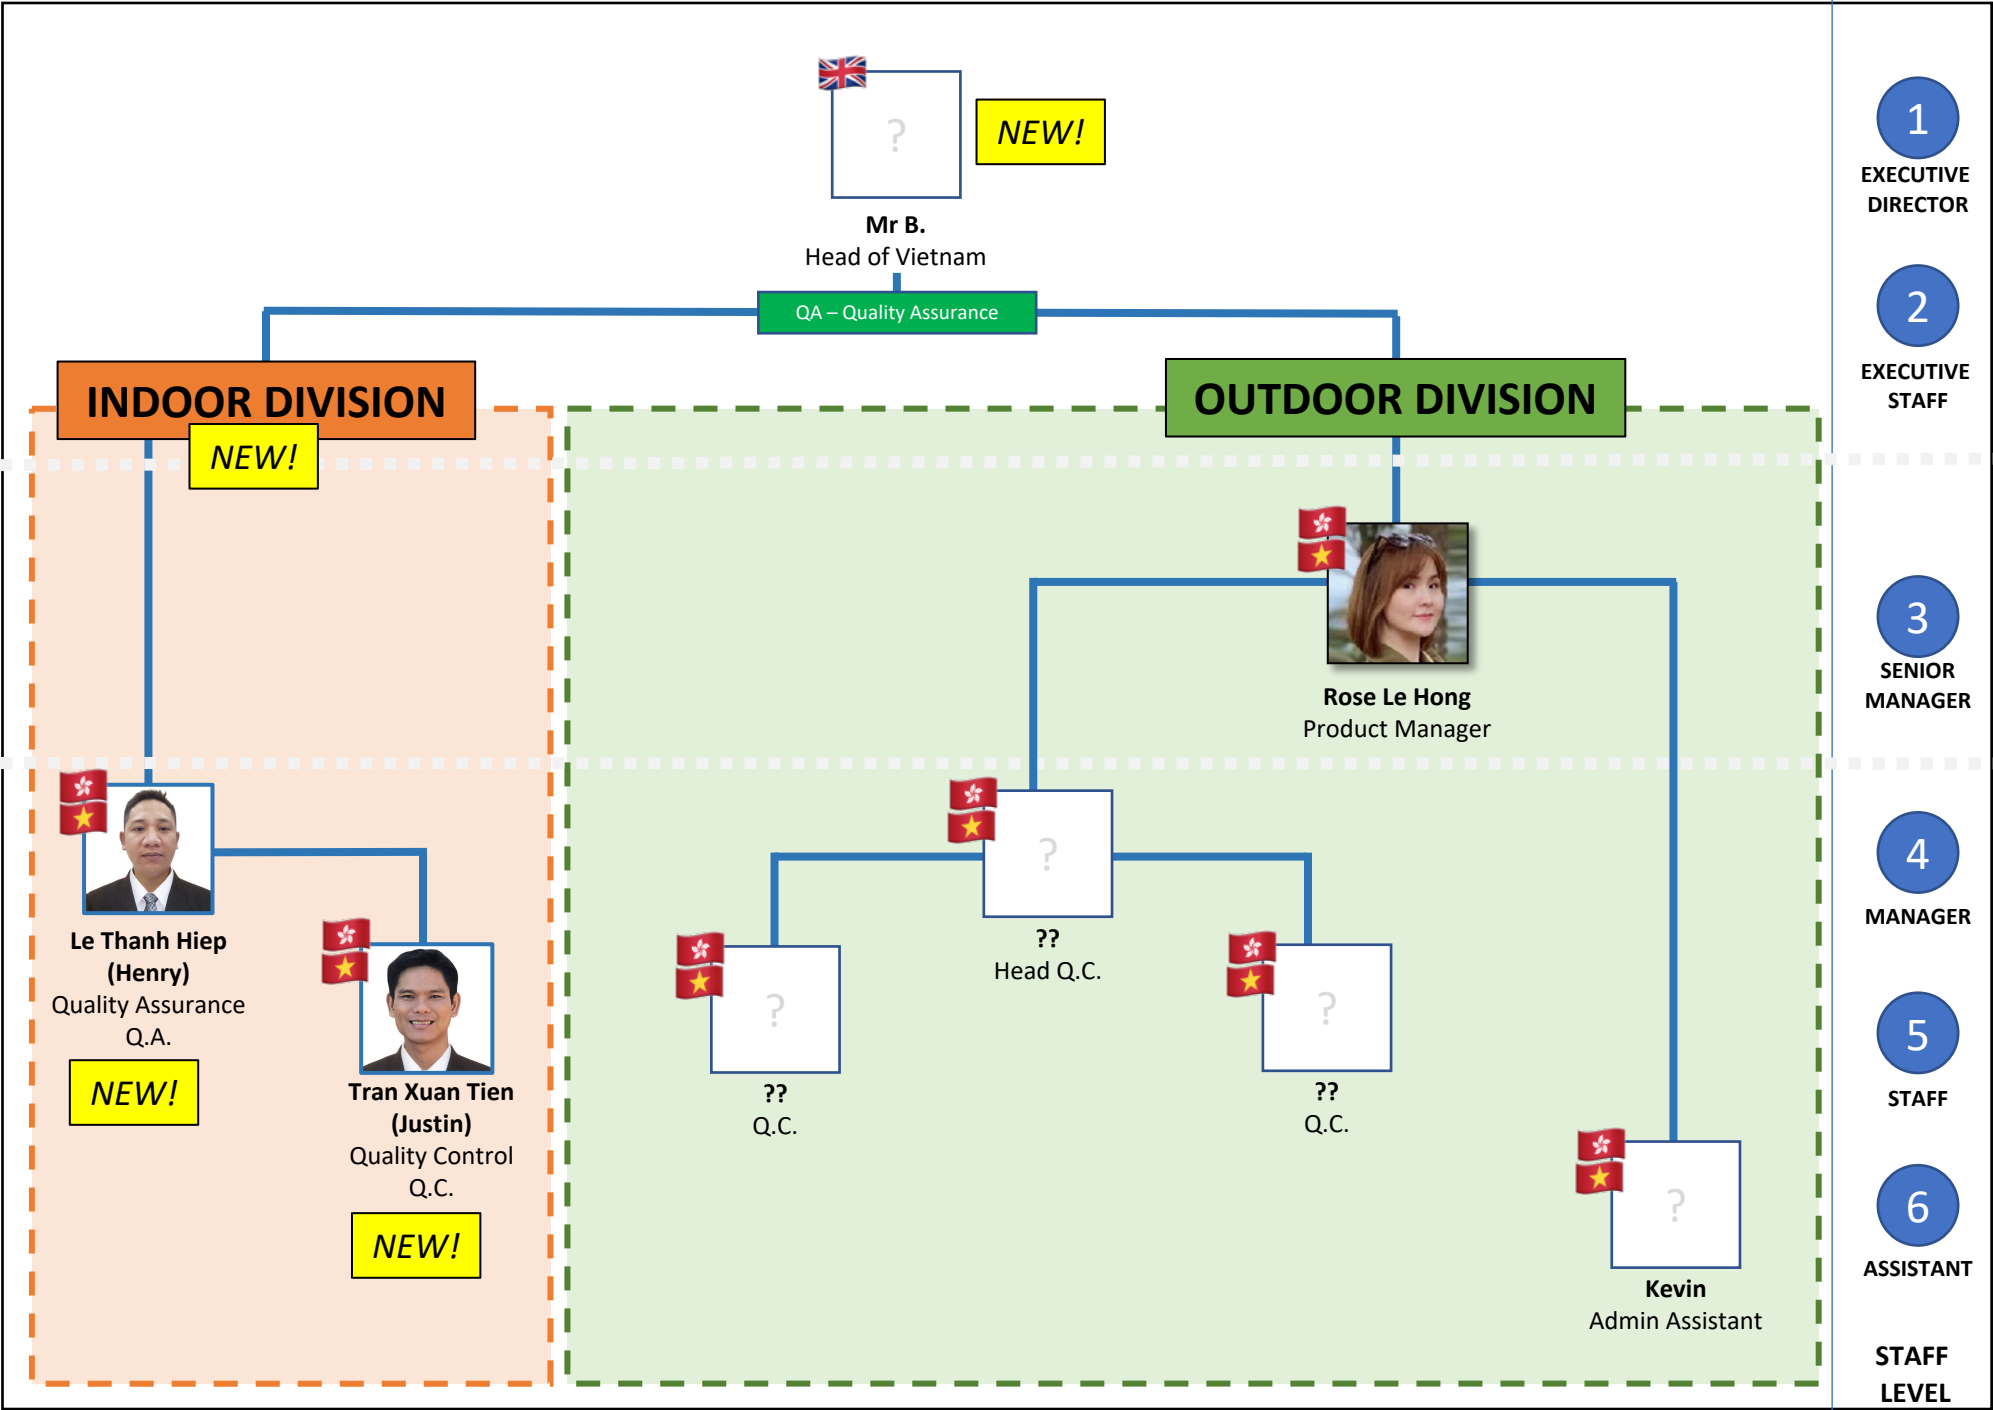 ?
NEW!
Mr B.
Head of Vietnam
QA – Quality Assurance
INDOOR DIVISION
NEW!
OUTDOOR DIVISION
Rose Le Hong
Product Manager
Le Thanh Hiep
(Henry)
Quality Assurance
Q.A.
NEW!
Tran Xuan Tien
(Justin)
Quality Control
Q.C.
NEW!
?
??
Head Q.C.
?
??
Q.C.
?
??
Q.C.
?
Kevin
Admin Assistant
1
EXECUTIVE
DIRECTOR
2
EXECUTIVE
STAFF
3
SENIOR
MANAGER
4
MANAGER
5
STAFF
6
ASSISTANT
STAFF
LEVEL